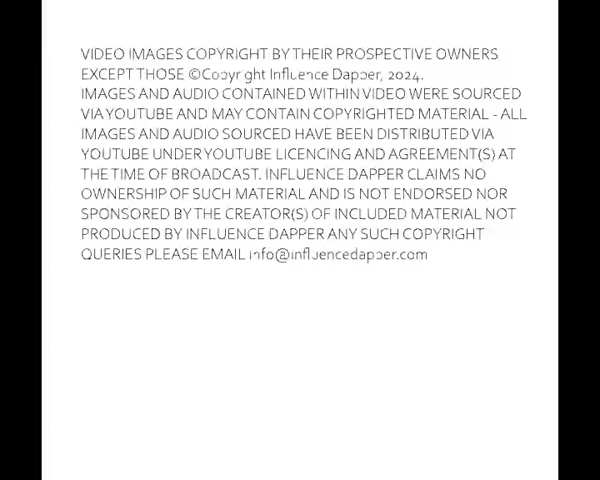 VIDEO IMAGES COPYRIGHT BY THEIR PROSPECTIVE OWNERS
EXCEPT THOSE ©Copyright Influence Dapper, 2024.
IMAGES AND AUDIO CONTAINED WITHIN VIDEO WERE SOURCED
VIA YOUTUBE AND MAY CONTAIN COPYRIGHTED MATERIAL - ALL
IMAGES AND AUDIO SOURCED HAVE BEEN DISTRIBUTED VIA
YOUTUBE UNDER YOUTUBE LICENCING AND AGREEMENT(S) AT
THE TIME OF BROADCAST. INFLUENCE DAPPER CLAIMS NO
OWNERSHIP OF SUCH MATERIAL AND IS NOT ENDORSED NOR
SPONSORED BY THE CREATOR(S) OF INCLUDED MATERIAL NOT
PRODUCED BY INFLUENCE DAPPER ANY SUCH COPYRIGHT
QUERIES PLEASE EMAIL info@influencedapper.com